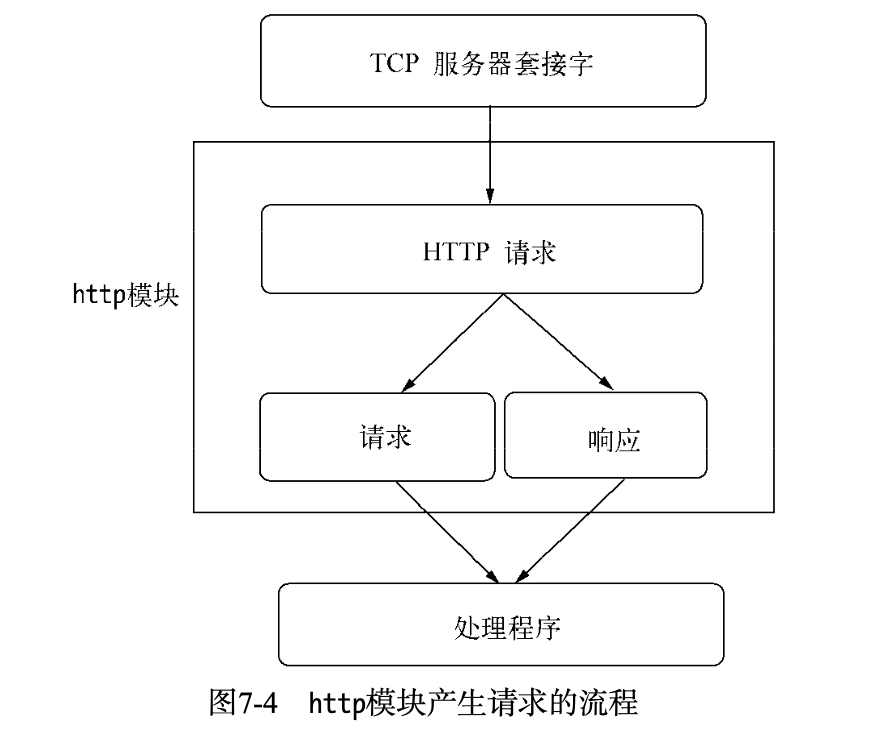 TCP 服务器套接字
HTTP 请求
http模块
请求
响应
处理程序
图7-4 http模块产生请求的流程